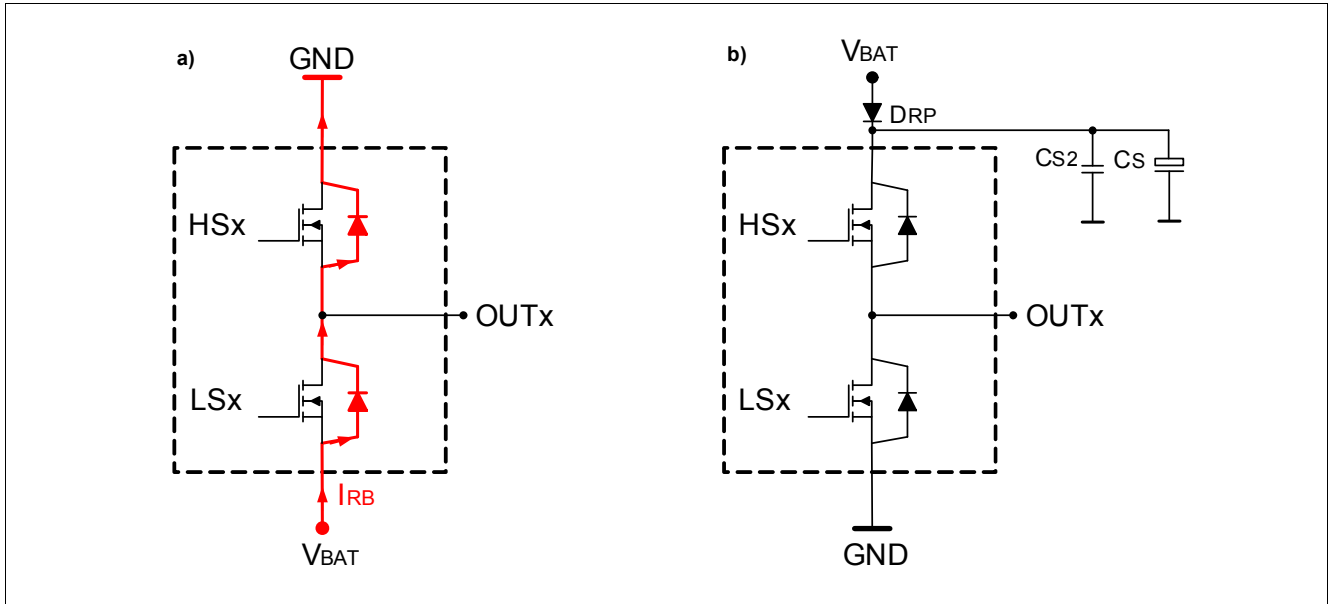 a)
GND
HSx
OUTx
LSx
IRB
VBAT
b)
VBAT
DRP
CS2
CS
HSx
OUTx
LSx
GND